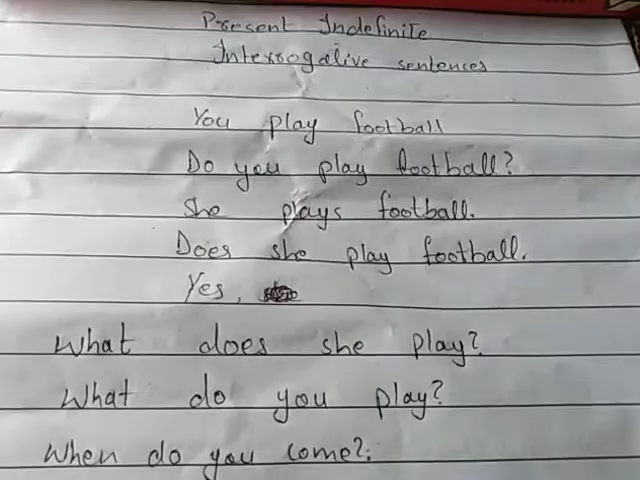 Present Indefinite
Interrogative sentences
You play football
Do you play football?
She plays football.
Does she play football.
Yes,
What does she play?
What do you play?
When do you come?.